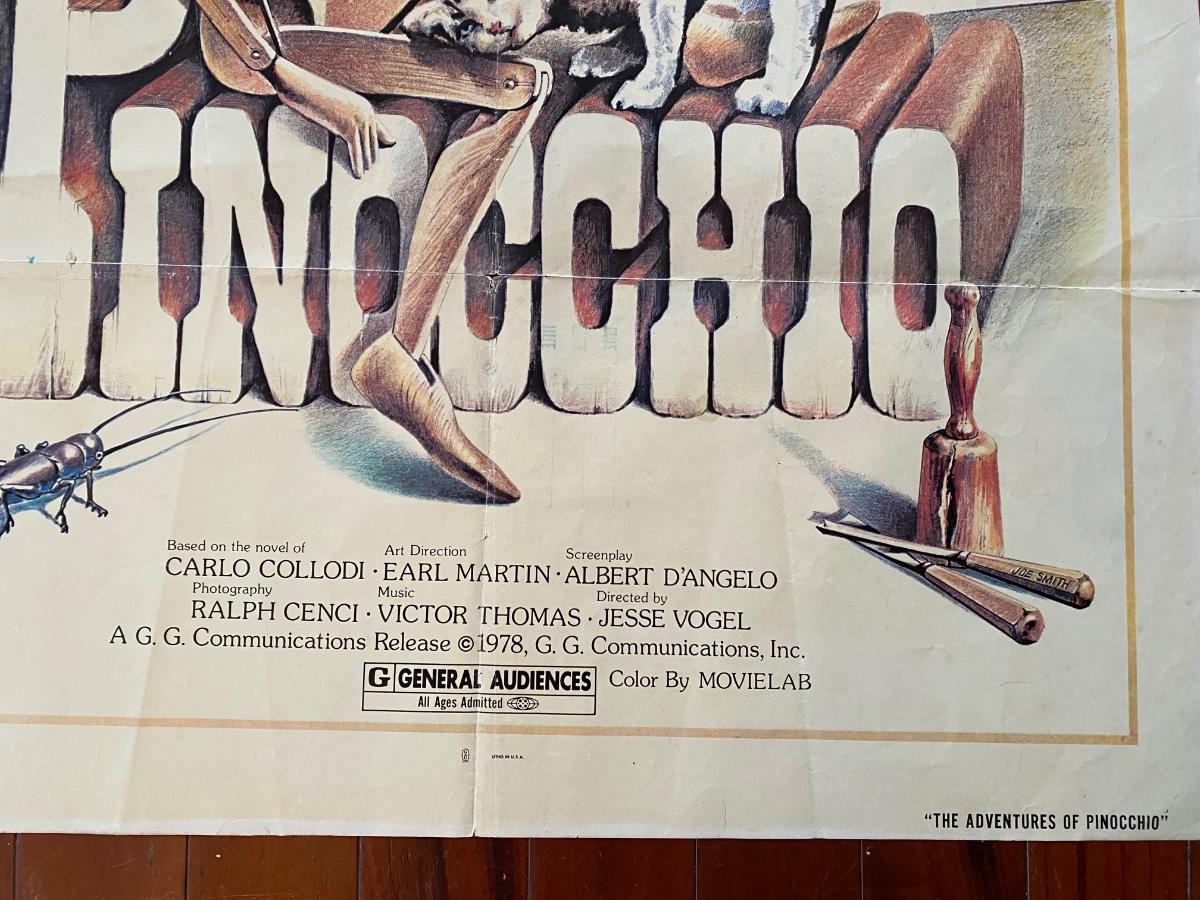 PINOCCHIO
JOE SMITH
Based on the novel of Art Direction Screenplay
CARLO COLLODI · EARL MARTIN · ALBERT D'ANGELO
Photography Music Directed by
RALPH CENCI · VICTOR THOMAS · JESSE VOGEL
A G. G. Communications Release ©1978, G. G. Communications, Inc.
G GENERAL AUDIENCES Color By MOVIELAB
All Ages Admitted
LITHO IN U.S.A.
"THE ADVENTURES OF PINOCCHIO"